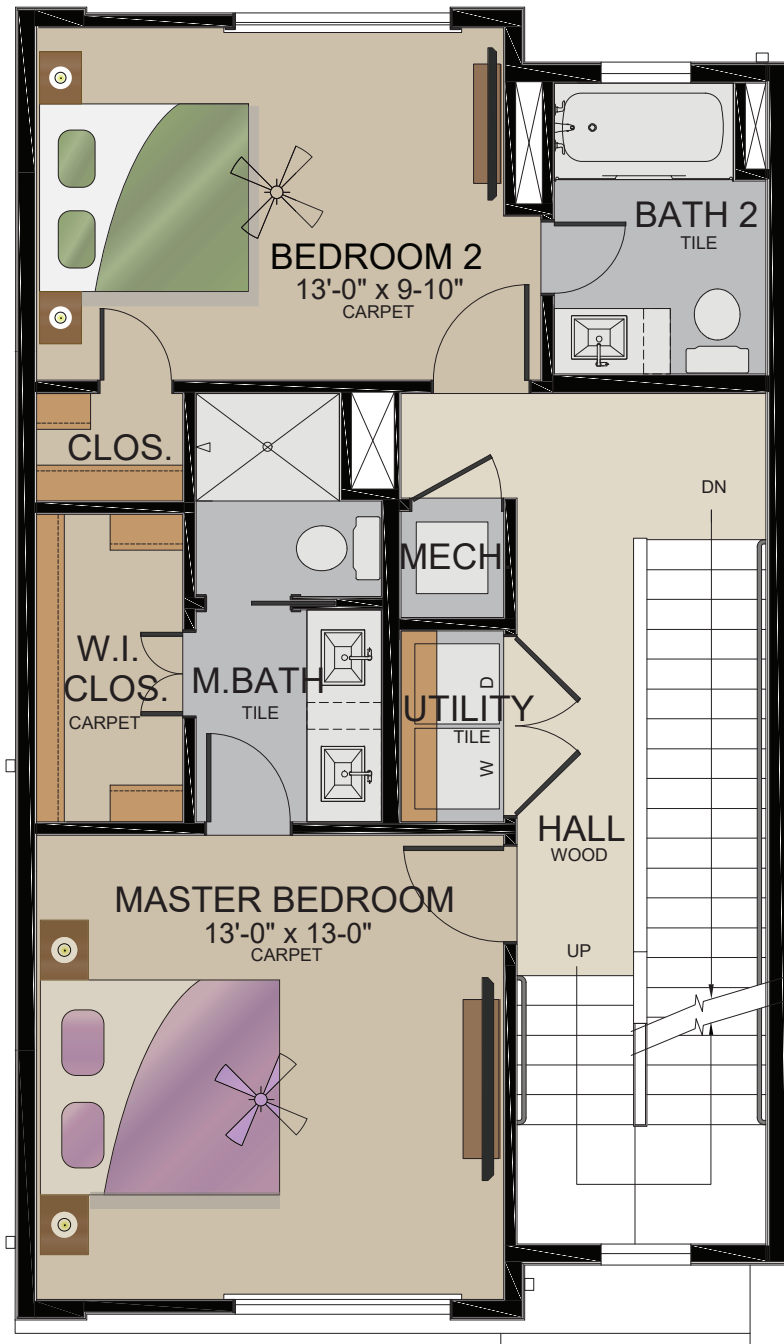 BEDROOM 2
13'-0" x 9-10"
CARPET
BATH 2
TILE
CLOS.
DN
MECH.
W.I.
CLOS.
CARPET
M.BATH
TILE
D
UTILITY
TILE
W
HALL
WOOD
MASTER BEDROOM
13'-0" x 13-0"
CARPET
UP